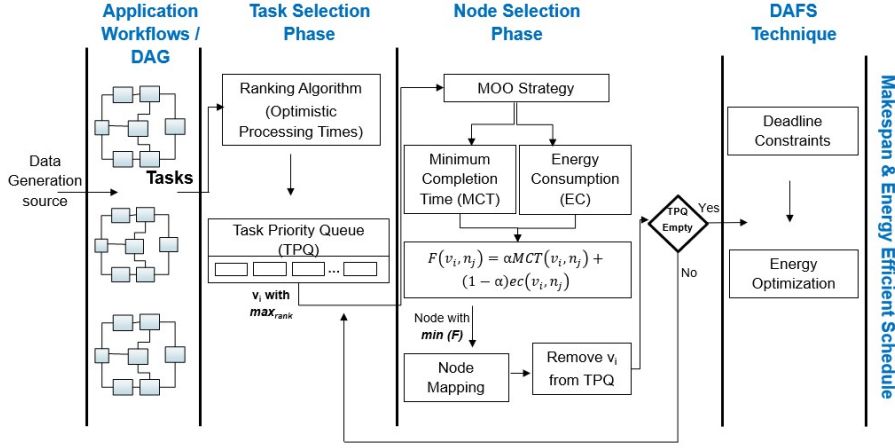 Application
Workflows /
DAG
Task Selection
Phase
Node Selection
Phase
DAFS
Technique
Data
Generation
source
Tasks
Ranking Algorithm
(Optimistic
Processing Times)
Task Priority Queue
(TPQ)
...
vᵢ with
max_rank
MOO Strategy
Minimum
Completion
Time (MCT)
Energy
Consumption
(EC)
F(vᵢ, nⱼ) = αMCT(vᵢ, nⱼ) +
(1 − α)ec(vᵢ, nⱼ)
Node with
min (F)
Node
Mapping
Remove vᵢ
from TPQ
TPQ
Empty
Yes
No
Deadline
Constraints
Energy
Optimization
Makespan & Energy Efficient Schedule